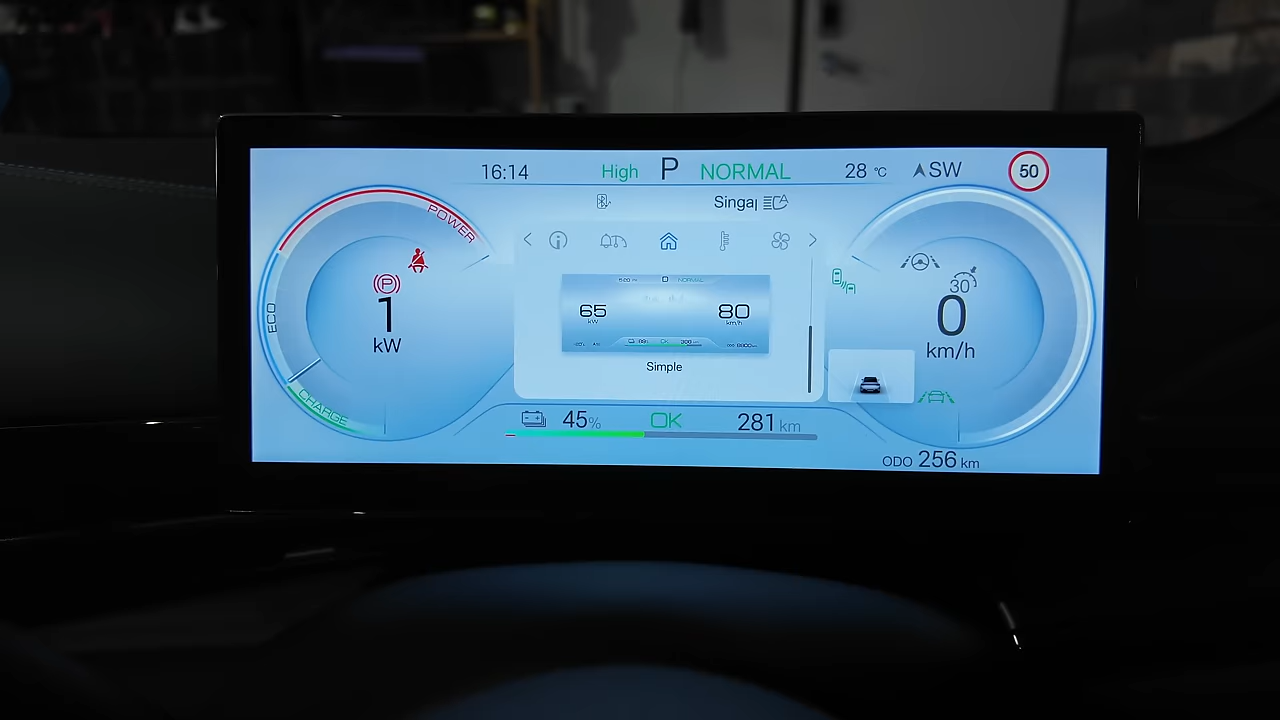 16:14 High P NORMAL 28 °C SW 50
Singa
POWER
ECO
CHARGE
P
1
kW
NORMAL
65
kW
80
km/h
OK
Simple
30
0
km/h
45% OK 281 km
ODO 256 km